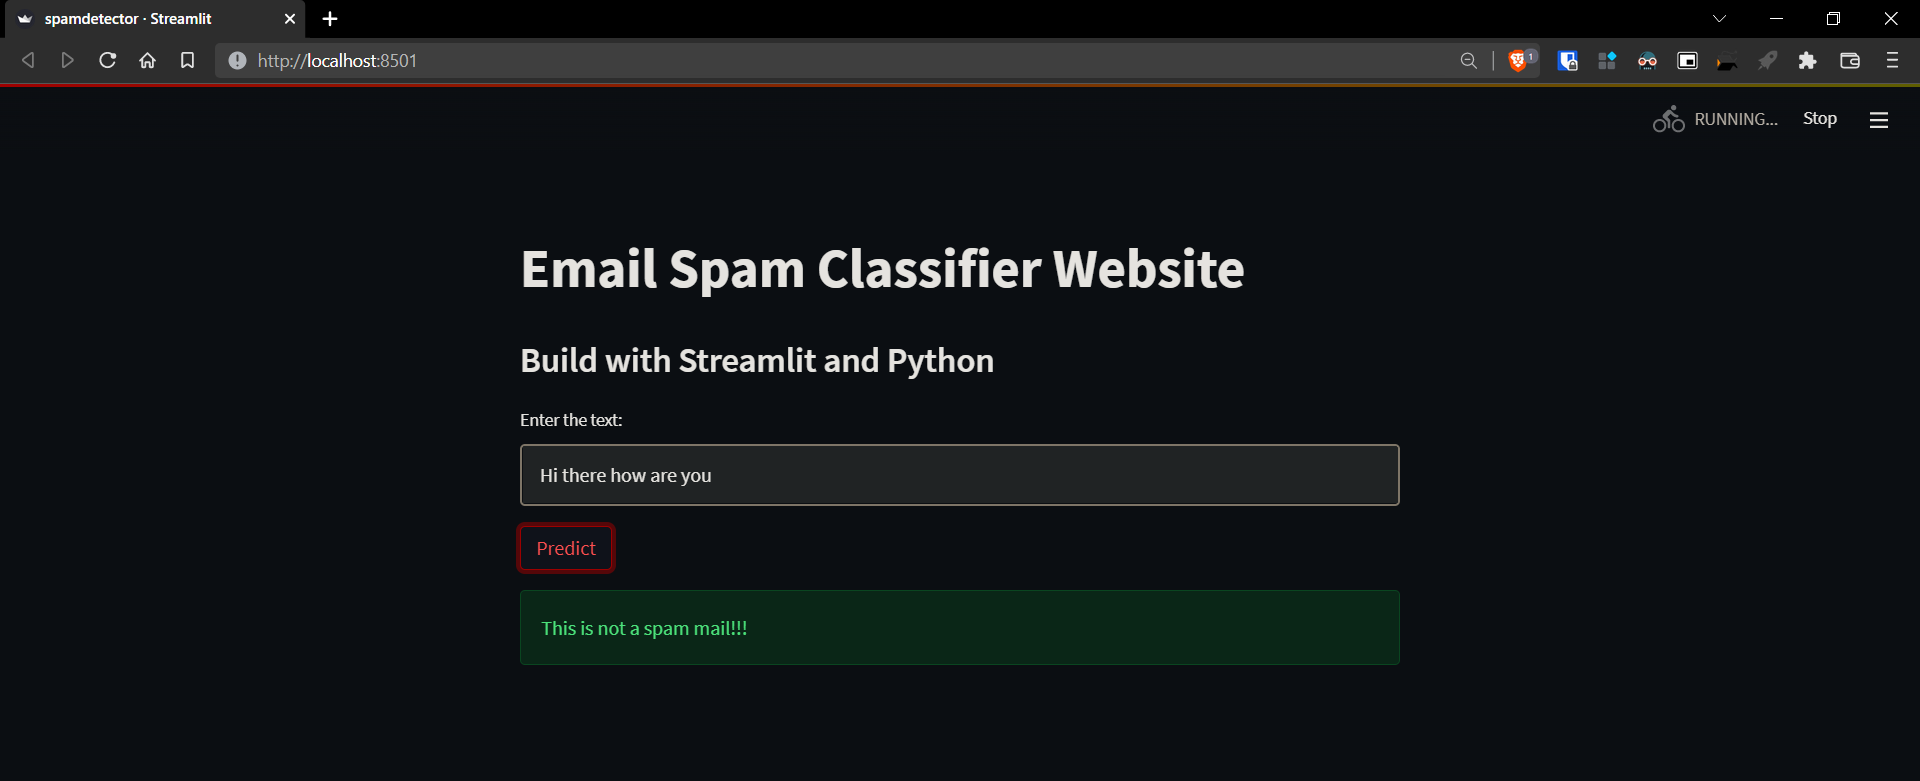 spamdetector · Streamlit
http://localhost:8501
1
RUNNING...
Stop
Email Spam Classifier Website
Build with Streamlit and Python
Enter the text:
Hi there how are you
Predict
This is not a spam mail!!!